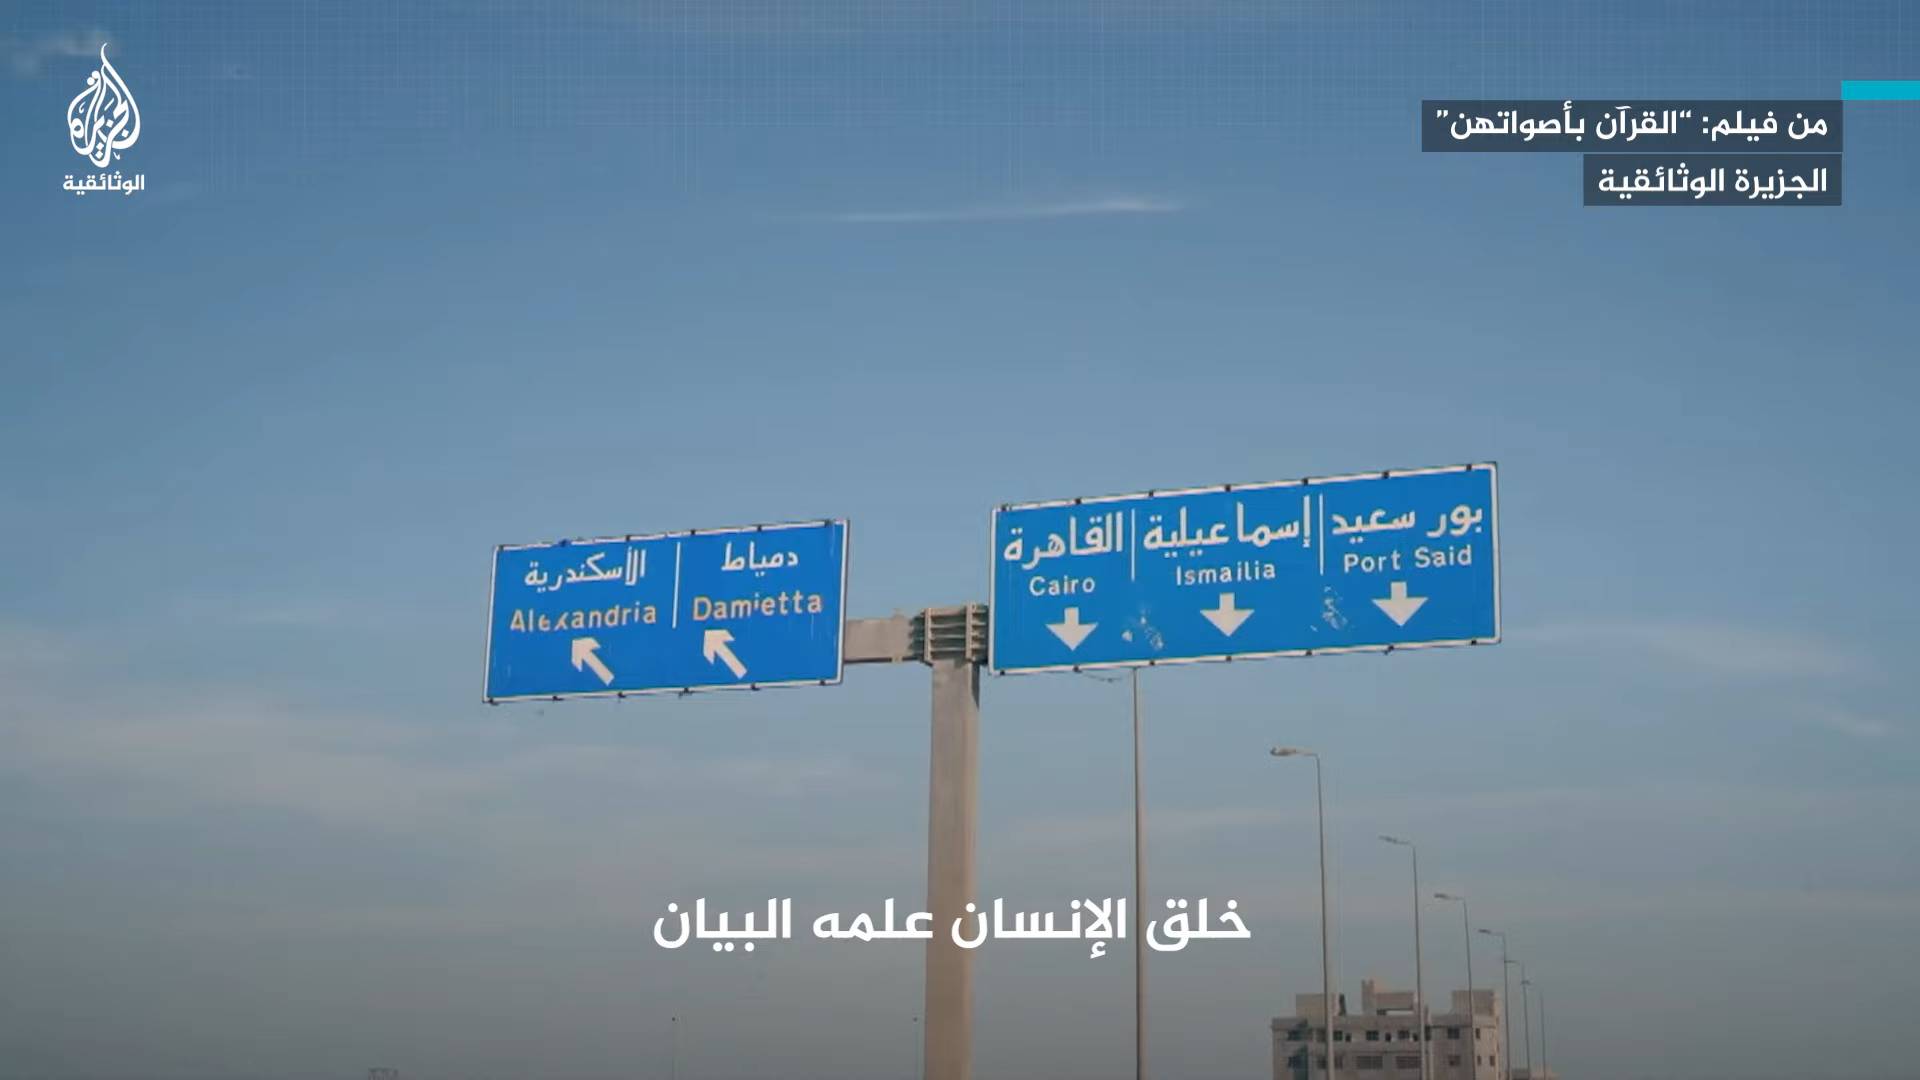 الجزيرة
الوثائقية
من فيلم: “القرآن بأصواتهن”
الجزيرة الوثائقية
بور سعيد
Port Said
إسماعيلية
Ismailia
القاهرة
Cairo
دمياط
Damietta
الأسكندرية
Alexandria
خلق الإنسان علمه البيان